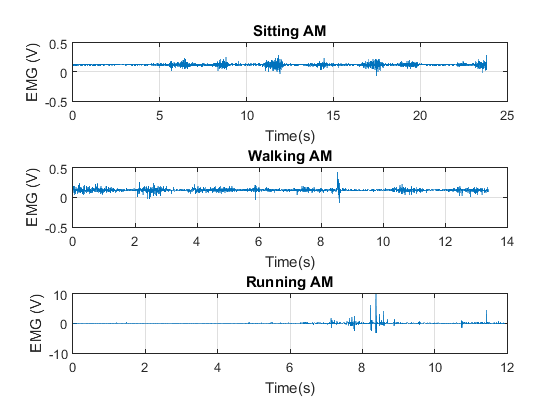 Sitting AM
0.5
0
-0.5
EMG (V)
0 5 10 15 20 25
Time(s)
Walking AM
0.5
0
-0.5
EMG (V)
0 2 4 6 8 10 12 14
Time(s)
Running AM
10
0
-10
EMG (V)
0 2 4 6 8 10 12
Time(s)